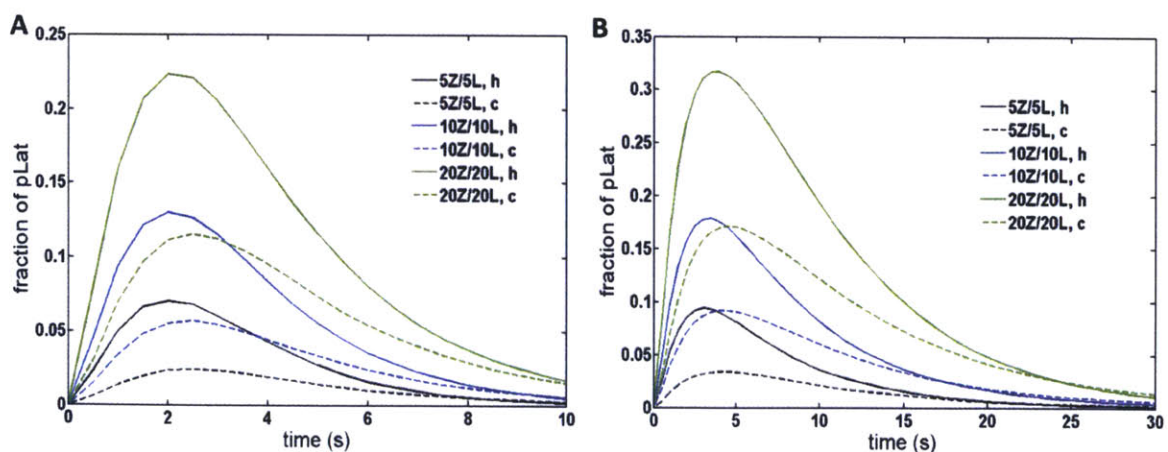 A
0.25
0.2
0.15
0.1
0.05
0
fraction of pLat
5Z/5L, h
5Z/5L, c
10Z/10L, h
10Z/10L, c
20Z/20L, h
20Z/20L, c
0 2 4 6 8 10
time (s)
B
0.35
0.3
0.25
0.2
0.15
0.1
0.05
0
fraction of pLat
5Z/5L, h
5Z/5L, c
10Z/10L, h
10Z/10L, c
20Z/20L, h
20Z/20L, c
0 5 10 15 20 25 30
time (s)